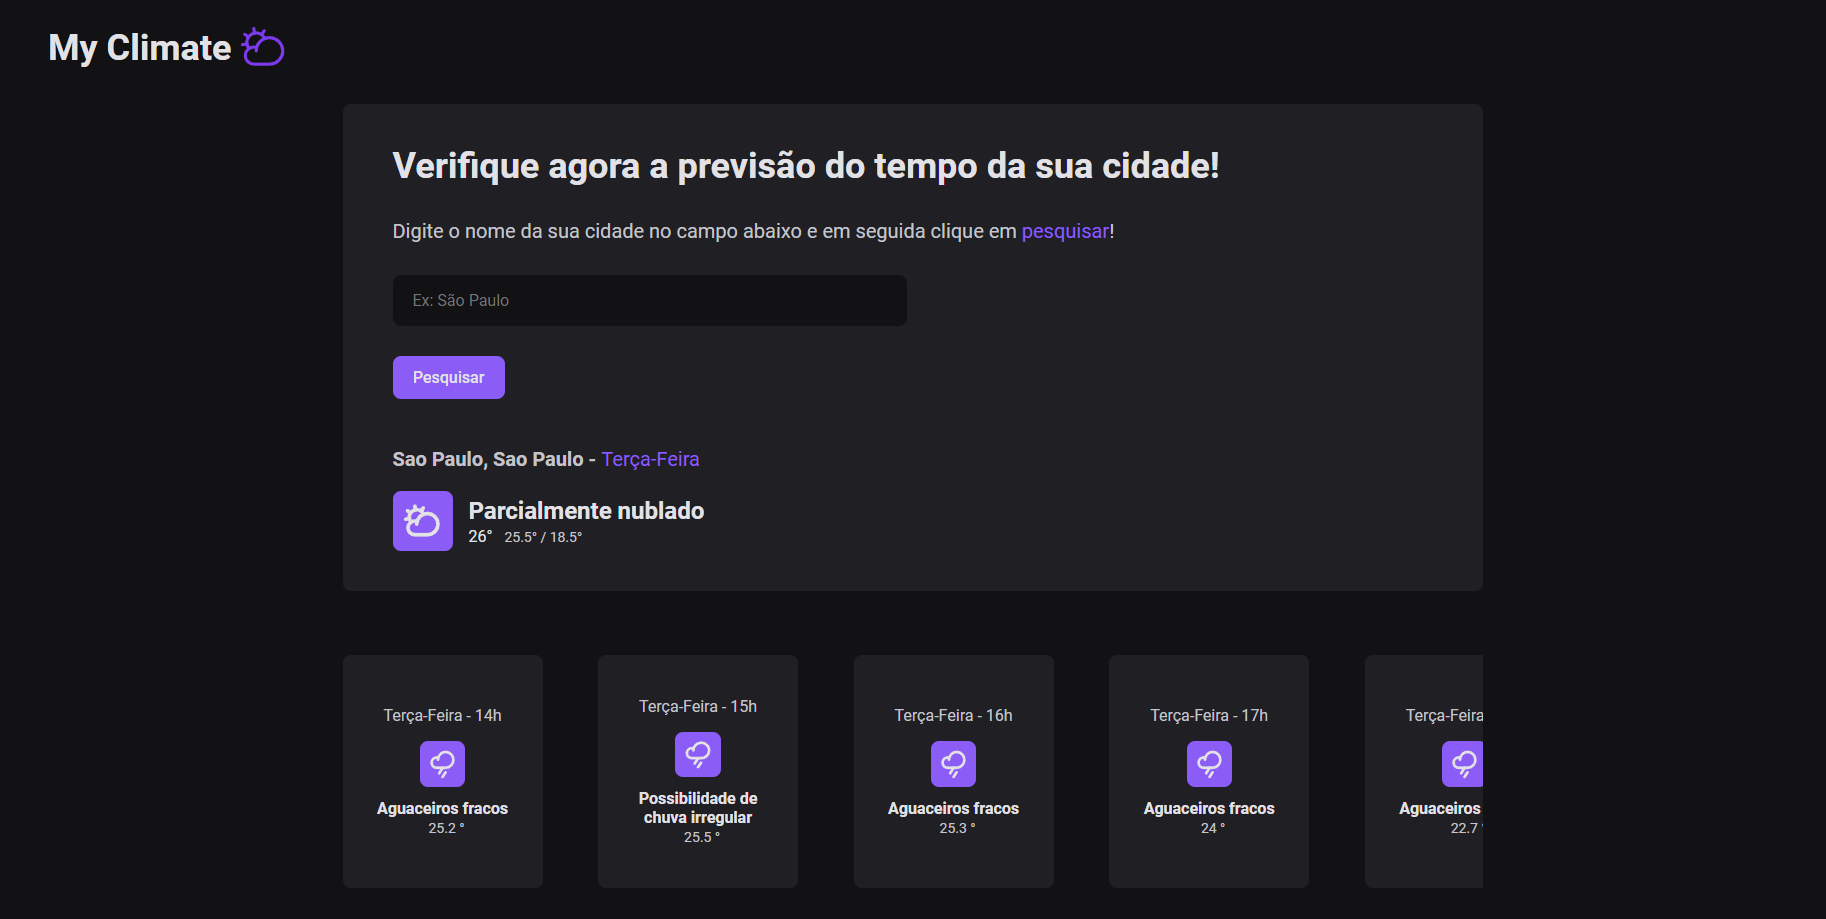 My Climate
Verifique agora a previsão do tempo da sua cidade!
Digite o nome da sua cidade no campo abaixo e em seguida clique em pesquisar!
Ex: São Paulo
Pesquisar
Sao Paulo, Sao Paulo - Terça-Feira
Parcialmente nublado
26° 25.5° / 18.5°
Terça-Feira - 14h
Aguaceiros fracos
25.2 °
Terça-Feira - 15h
Possibilidade de
chuva irregular
25.5 °
Terça-Feira - 16h
Aguaceiros fracos
25.3 °
Terça-Feira - 17h
Aguaceiros fracos
24 °
Terça-Feira
Aguaceiros
22.7 °